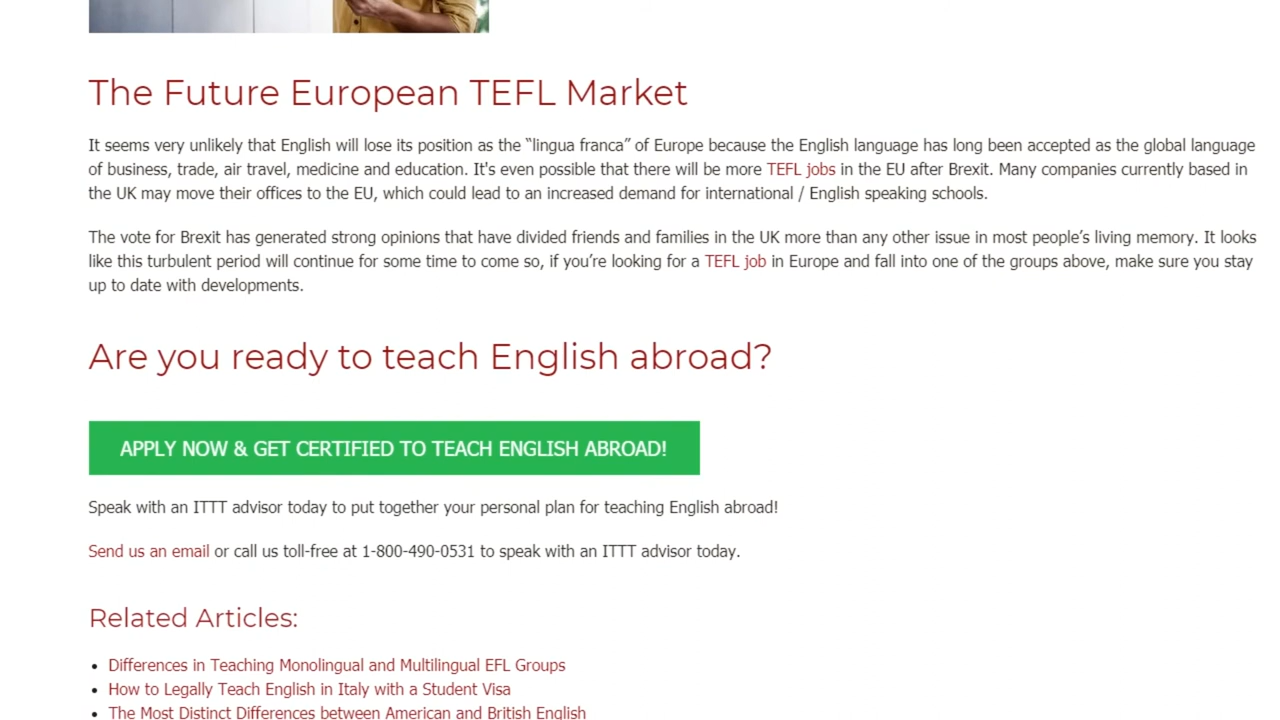 The Future European TEFL Market
It seems very unlikely that English will lose its position as the “lingua franca” of Europe because the English language has long been accepted as the global language
of business, trade, air travel, medicine and education. It's even possible that there will be more TEFL jobs in the EU after Brexit. Many companies currently based in
the UK may move their offices to the EU, which could lead to an increased demand for international / English speaking schools.
The vote for Brexit has generated strong opinions that have divided friends and families in the UK more than any other issue in most people’s living memory. It looks
like this turbulent period will continue for some time to come so, if you’re looking for a TEFL job in Europe and fall into one of the groups above, make sure you stay
up to date with developments.
Are you ready to teach English abroad?
APPLY NOW & GET CERTIFIED TO TEACH ENGLISH ABROAD!
Speak with an ITTT advisor today to put together your personal plan for teaching English abroad!
Send us an email or call us toll-free at 1-800-490-0531 to speak with an ITTT advisor today.
Related Articles:
• Differences in Teaching Monolingual and Multilingual EFL Groups
• How to Legally Teach English in Italy with a Student Visa
• The Most Distinct Differences between American and British English